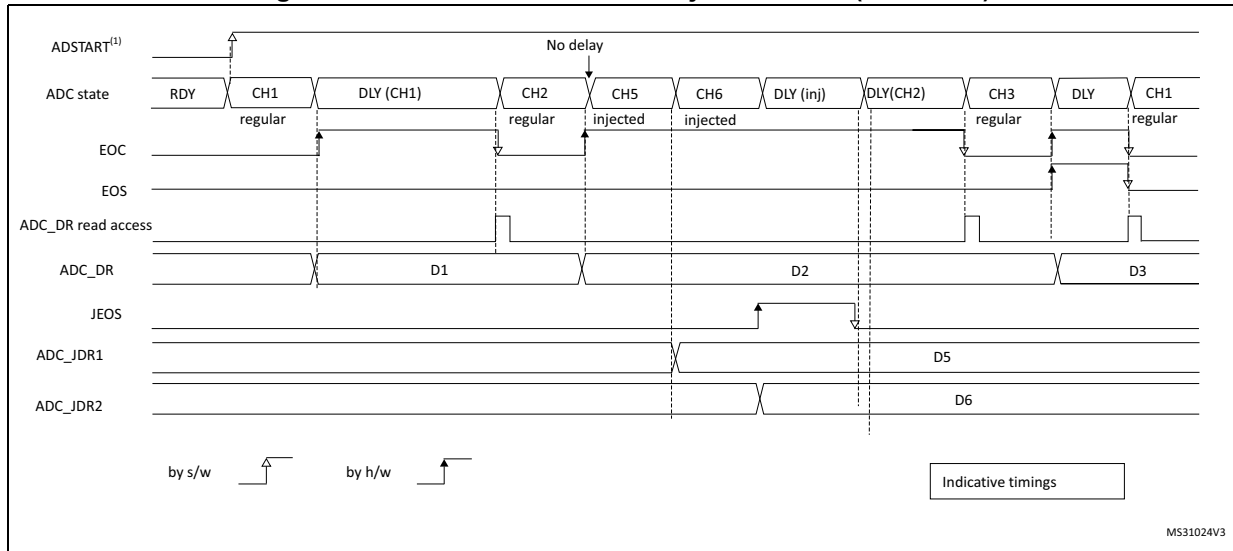 ADSTART(1)
No delay
ADC state RDY CH1 DLY (CH1) CH2 CH5 CH6 DLY (inj) DLY(CH2) CH3 DLY CH1
regular regular injected injected regular regular
EOC
EOS
ADC_DR read access
ADC_DR D1 D2 D3
JEOS
ADC_JDR1 D5
ADC_JDR2 D6
by s/w by h/w
Indicative timings
MS31024V3